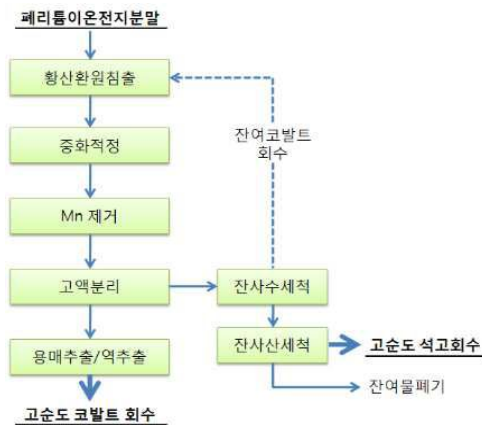 폐리튬이온전지분말
황산환원침출
중화적정
Mn 제거
고액분리
용매추출/역추출
고순도 코발트 회수
잔여코발트
회수
잔사수세척
잔사산세척
고순도 석고회수
잔여물폐기